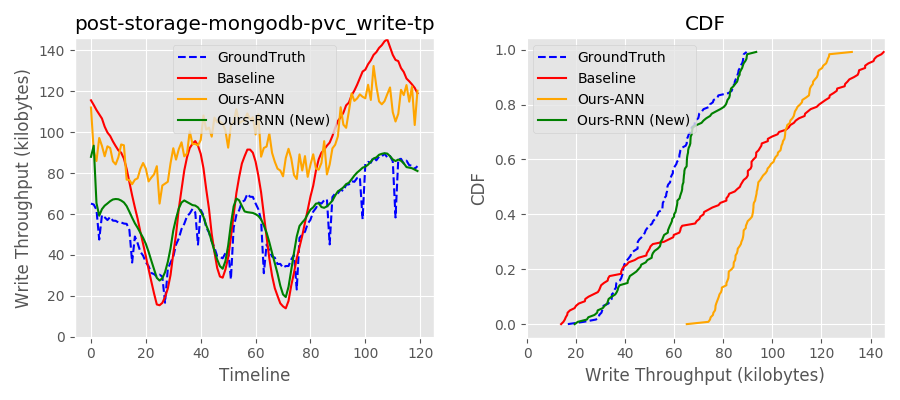 post-storage-mongodb-pvc_write-tp
GroundTruth
Baseline
Ours-ANN
Ours-RNN (New)
Write Throughput (kilobytes)
140
120
100
80
60
40
20
0
0 20 40 60 80 100 120
Timeline
CDF
GroundTruth
Baseline
Ours-ANN
Ours-RNN (New)
CDF
1.0
0.8
0.6
0.4
0.2
0.0
0 20 40 60 80 100 120 140
Write Throughput (kilobytes)